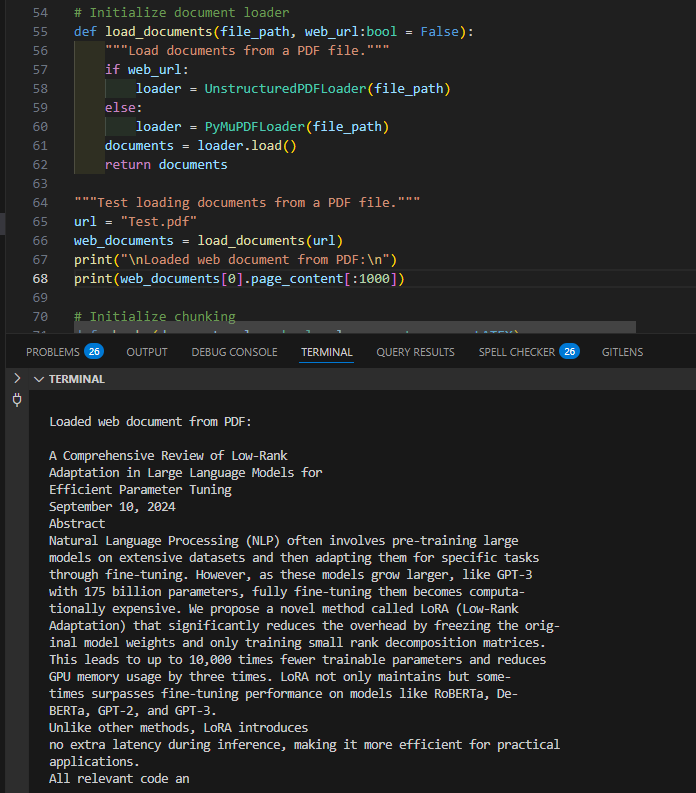 54 # Initialize document loader
55 def load_documents(file_path, web_url:bool = False):
56 """Load documents from a PDF file."""
57 if web_url:
58 loader = UnstructuredPDFLoader(file_path)
59 else:
60 loader = PyMuPDFLoader(file_path)
61 documents = loader.load()
62 return documents
63
64 """Test loading documents from a PDF file."""
65 url = "Test.pdf"
66 web_documents = load_documents(url)
67 print("\nLoaded web document from PDF:\n")
68 print(web_documents[0].page_content[:1000])
69
70 # Initialize chunking
PROBLEMS 26 OUTPUT DEBUG CONSOLE TERMINAL QUERY RESULTS SPELL CHECKER 26 GITLENS
TERMINAL
Loaded web document from PDF:
A Comprehensive Review of Low-Rank
Adaptation in Large Language Models for
Efficient Parameter Tuning
September 10, 2024
Abstract
Natural Language Processing (NLP) often involves pre-training large
models on extensive datasets and then adapting them for specific tasks
through fine-tuning. However, as these models grow larger, like GPT-3
with 175 billion parameters, fully fine-tuning them becomes computa-
tionally expensive. We propose a novel method called LoRA (Low-Rank
Adaptation) that significantly reduces the overhead by freezing the orig-
inal model weights and only training small rank decomposition matrices.
This leads to up to 10,000 times fewer trainable parameters and reduces
GPU memory usage by three times. LoRA not only maintains but some-
times surpasses fine-tuning performance on models like RoBERTa, De-
BERTa, GPT-2, and GPT-3.
Unlike other methods, LoRA introduces
no extra latency during inference, making it more efficient for practical
applications.
All relevant code an